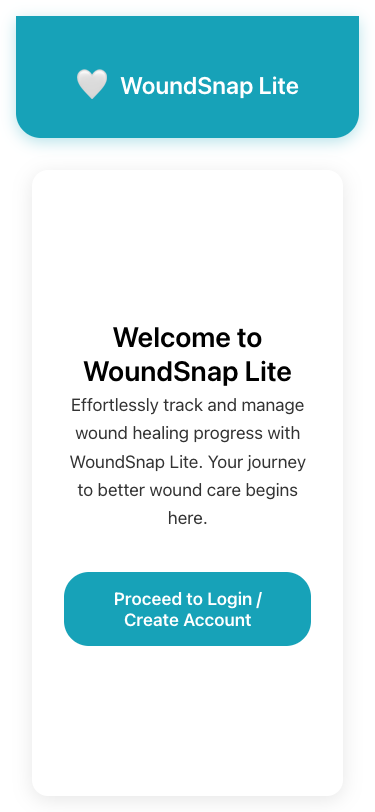 🤍 WoundSnap Lite
Welcome to
WoundSnap Lite
Effortlessly track and manage
wound healing progress with
WoundSnap Lite. Your journey
to better wound care begins
here.
Proceed to Login /
Create Account